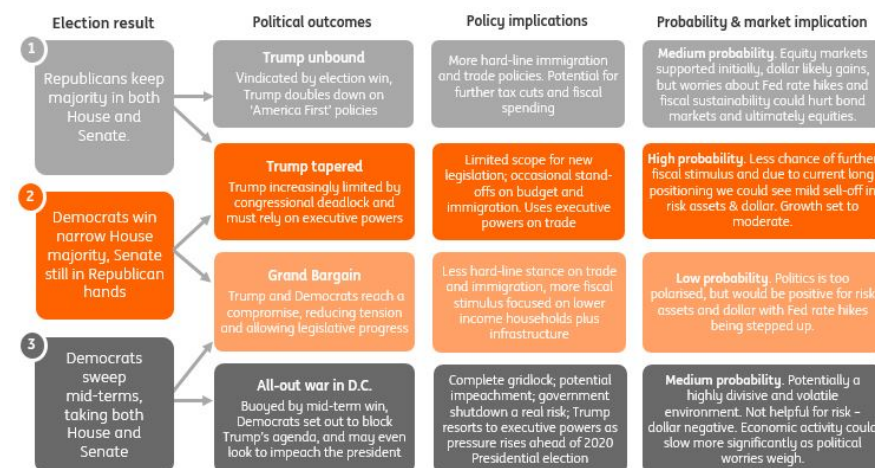 Election result
Political outcomes
Policy implications
Probability & market implication
1
Republicans keep
majority in both
House and
Senate.
Trump unbound
Vindicated by election win,
Trump doubles down on
'America First' policies
More hard-line immigration
and trade policies. Potential for
further tax cuts and fiscal
spending
Medium probability. Equity markets
supported initially, dollar likely gains,
but worries about Fed rate hikes and
fiscal sustainability could hurt bond
markets and ultimately equities.
2
Democrats win
narrow House
majority, Senate
still in Republican
hands
Trump tapered
Trump increasingly limited by
congressional deadlock and
must rely on executive powers
Limited scope for new
legislation; occasional stand-
offs on budget and
immigration. Uses executive
powers on trade
High probability. Less chance of further
fiscal stimulus and due to current long
positioning we could see mild sell-off in
risk assets & dollar. Growth set to
moderate.
Grand Bargain
Trump and Democrats reach a
compromise, reducing tension
and allowing legislative progress
Less hard-line stance on trade
and immigration, more fiscal
stimulus focused on lower
income households plus
infrastructure
Low probability. Politics is too
polarised, but would be positive for risk
assets and dollar with Fed rate hikes
being stepped up.
3
Democrats
sweep
mid-terms,
taking both
House and
Senate
All-out war in D.C.
Buoyed by mid-term win,
Democrats set out to block
Trump's agenda, and may even
look to impeach the president
Complete gridlock; potential
impeachment; government
shutdown a real risk; Trump
resorts to executive powers as
pressure rises ahead of 2020
Presidential election
Medium probability. Potentially a
highly divisive and volatile
environment. Not helpful for risk –
dollar negative. Economic activity could
slow more significantly as political
worries weigh.